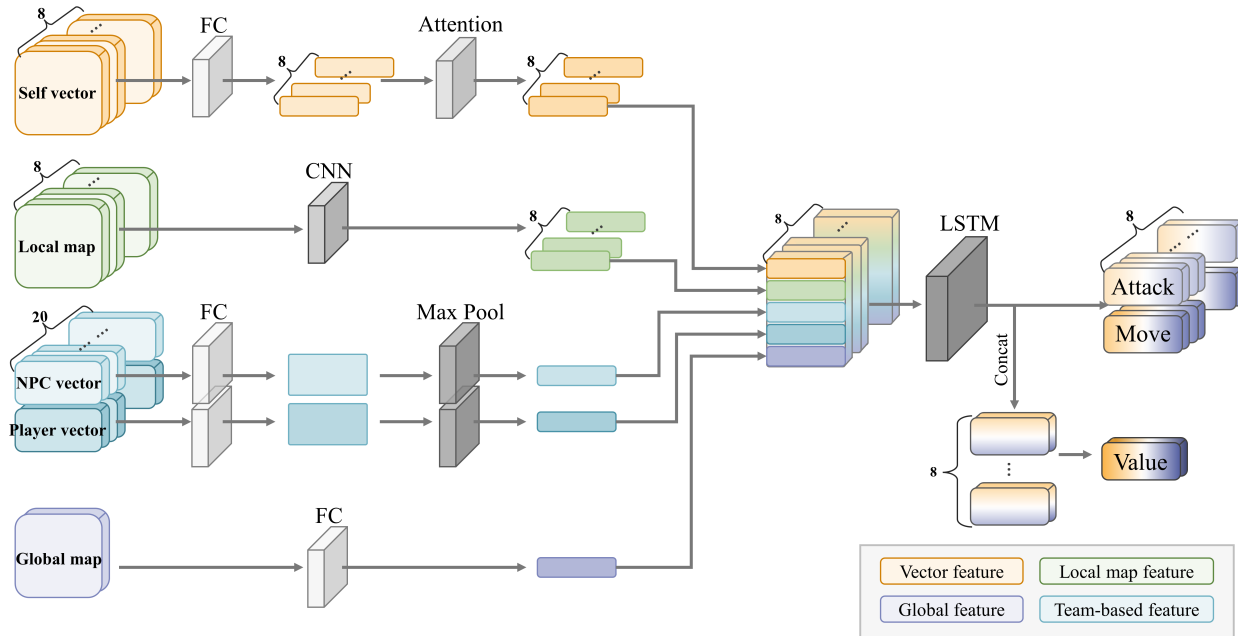 8
FC
Attention
Self vector
8
8
8
CNN
Local map
8
8
LSTM
8
Attack
Move
20
FC
Max Pool
NPC vector
Player vector
Concat
8
Value
Global map
FC
Vector feature
Local map feature
Global feature
Team-based feature